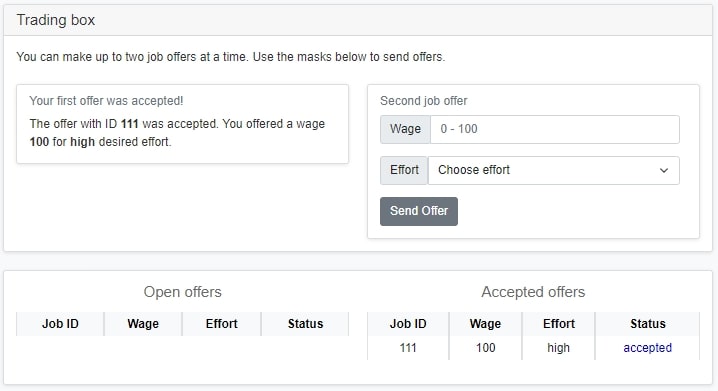 Trading box
You can make up to two job offers at a time. Use the masks below to send offers.
Your first offer was accepted!
The offer with ID 111 was accepted. You offered a wage
100 for high desired effort.
Second job offer
Wage 0 - 100
Effort Choose effort
Send Offer
Open offers
Job ID Wage Effort Status
Accepted offers
Job ID Wage Effort Status
111 100 high accepted